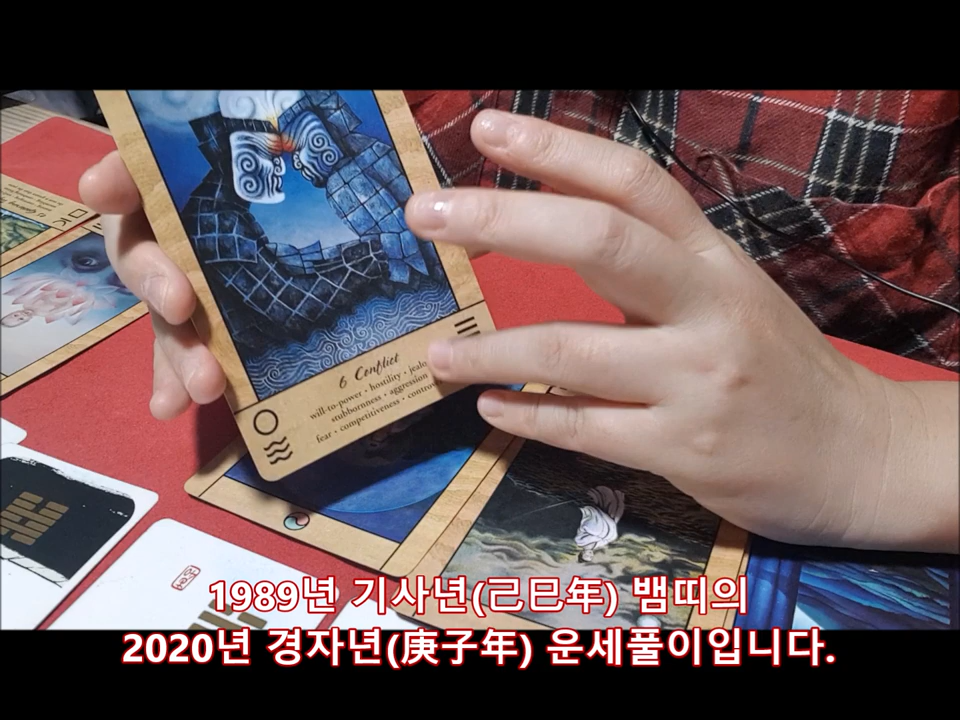 6 Conflict
will-to-power • hostility •
stubbornness • aggression
fear • competitiveness •
1989년 기사년(己巳年) 뱀띠의
2020년 경자년(庚子年) 운세풀이입니다.